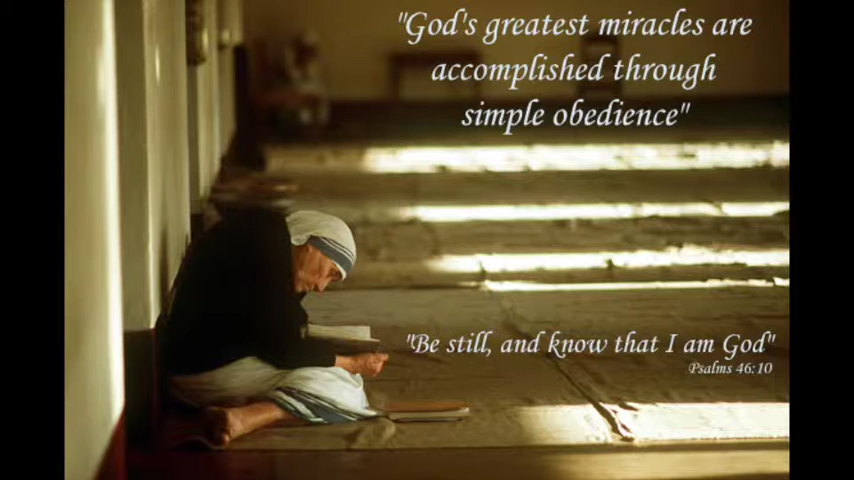 "God's greatest miracles are
accomplished through
simple obedience"
"Be still, and know that I am God"
Psalms 46:10